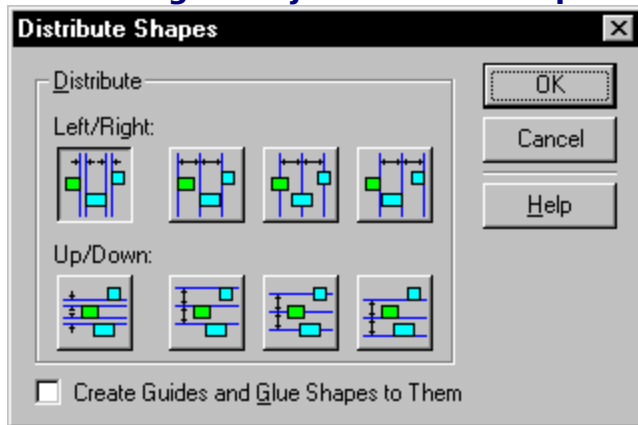 Distribute Shapes
Distribute
OK
Left/Right:
Cancel
Help
Up/Down:
Create Guides and Glue Shapes to Them